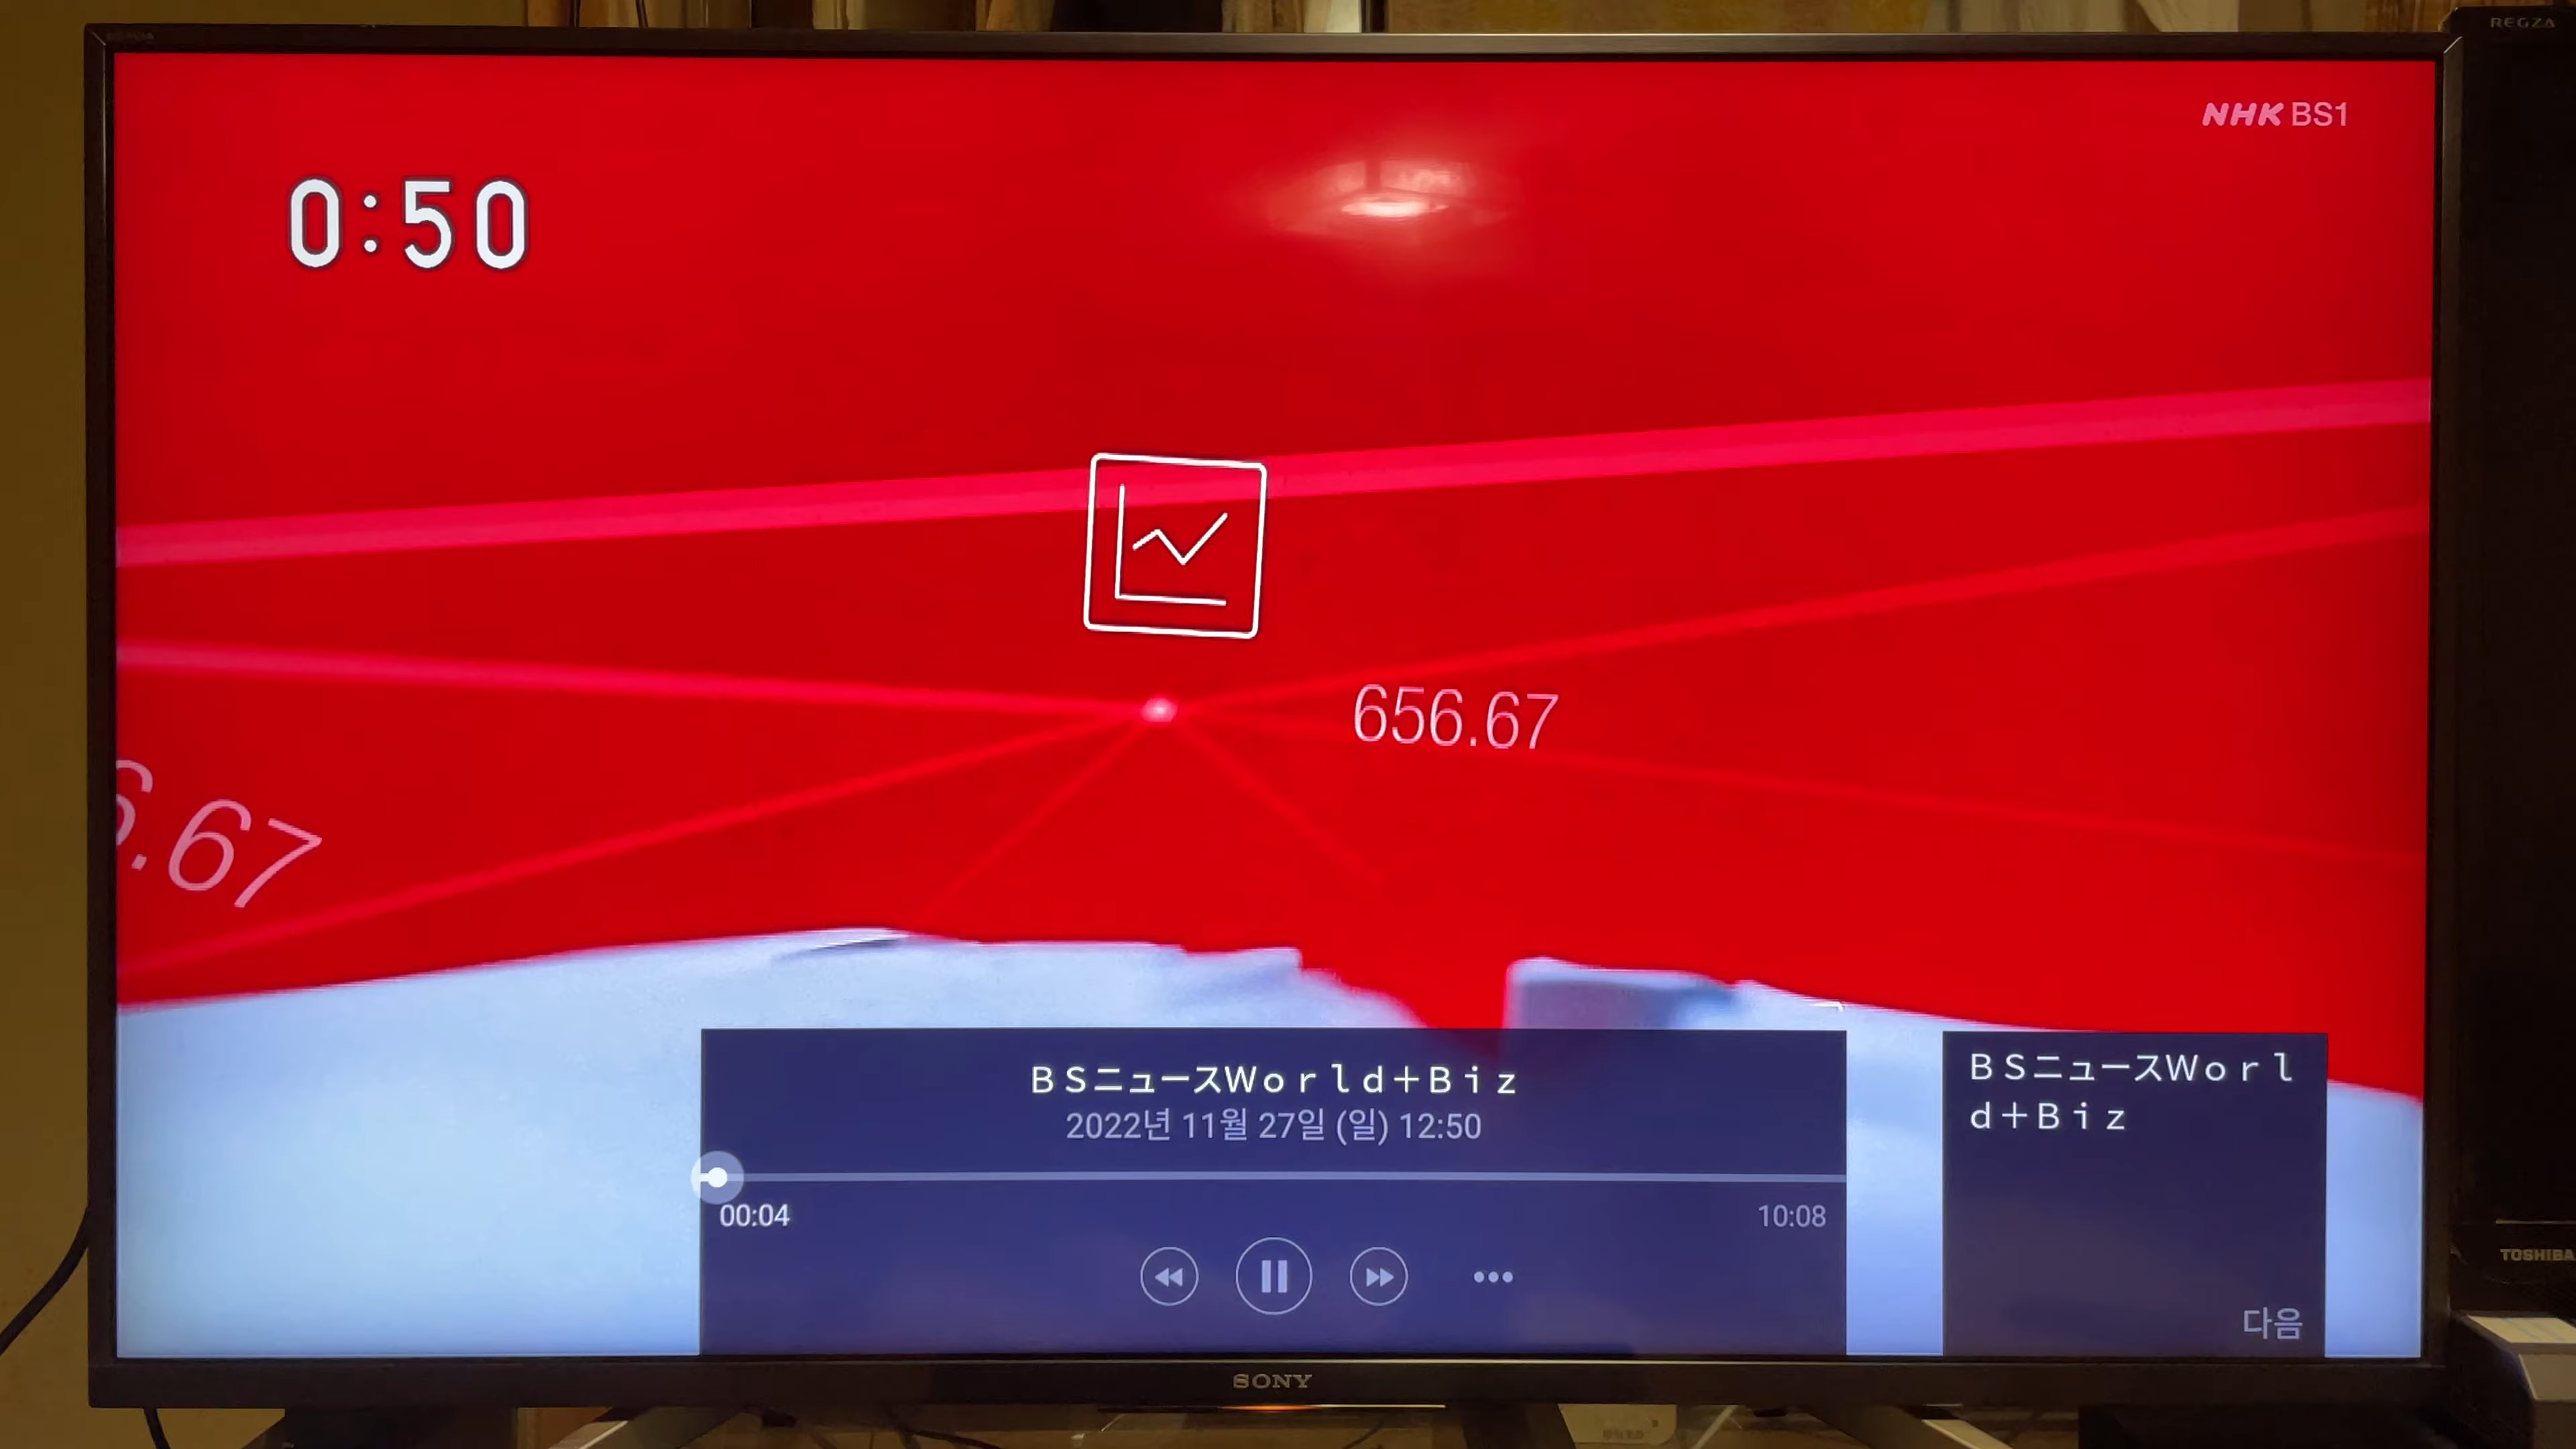 REGZA
NHK BS1
0:50
656.67
6.67
ＢＳニュースＷｏｒｌｄ＋Ｂｉｚ
2022년 11월 27일 (일) 12:50
00:04
10:08
ＢＳニュースＷｏｒｌ
ｄ＋Ｂｉｚ
다음
TOSHIBA
SONY